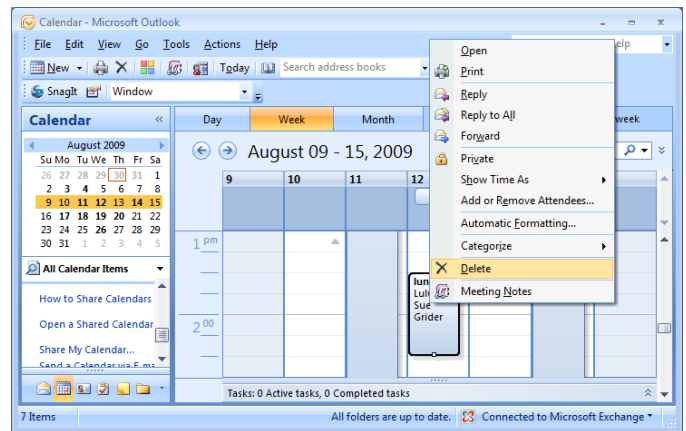 Calendar - Microsoft Outlook
File Edit View Go Tools Actions Help
New Today Search address books
SnagIt Window
Calendar «
August 2009
Su Mo Tu We Th Fr Sa
26 27 28 29 30 31 1
2 3 4 5 6 7 8
9 10 11 12 13 14 15
16 17 18 19 20 21 22
23 24 25 26 27 28 29
30 31 1 2 3 4 5
All Calendar Items
How to Share Calendars
Open a Shared Calendar
Share My Calendar...
Send a Calendar via E-ma
7 Items
Day Week Month week
August 09 - 15, 2009
9 10 11 12
1 pm
2 00
Lulu
Sue
Grider
Tasks: 0 Active tasks, 0 Completed tasks
All folders are up to date. Connected to Microsoft Exchange
Open
Print
Reply
Reply to All
Forward
Private
Show Time As
Add or Remove Attendees...
Automatic Formatting...
Categorize
Delete
Meeting Notes